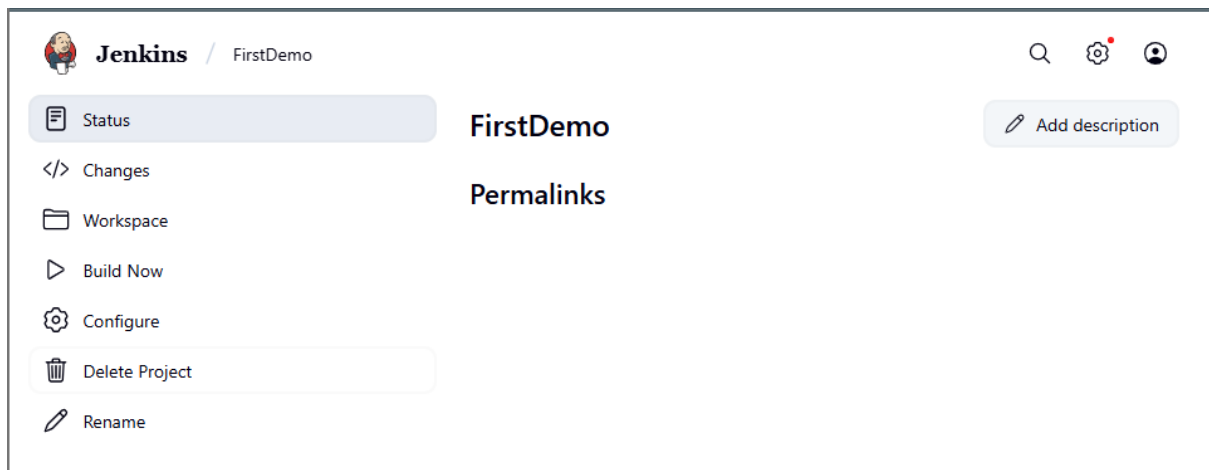 Jenkins / FirstDemo
Status
Changes
Workspace
Build Now
Configure
Delete Project
Rename
FirstDemo
Add description
Permalinks